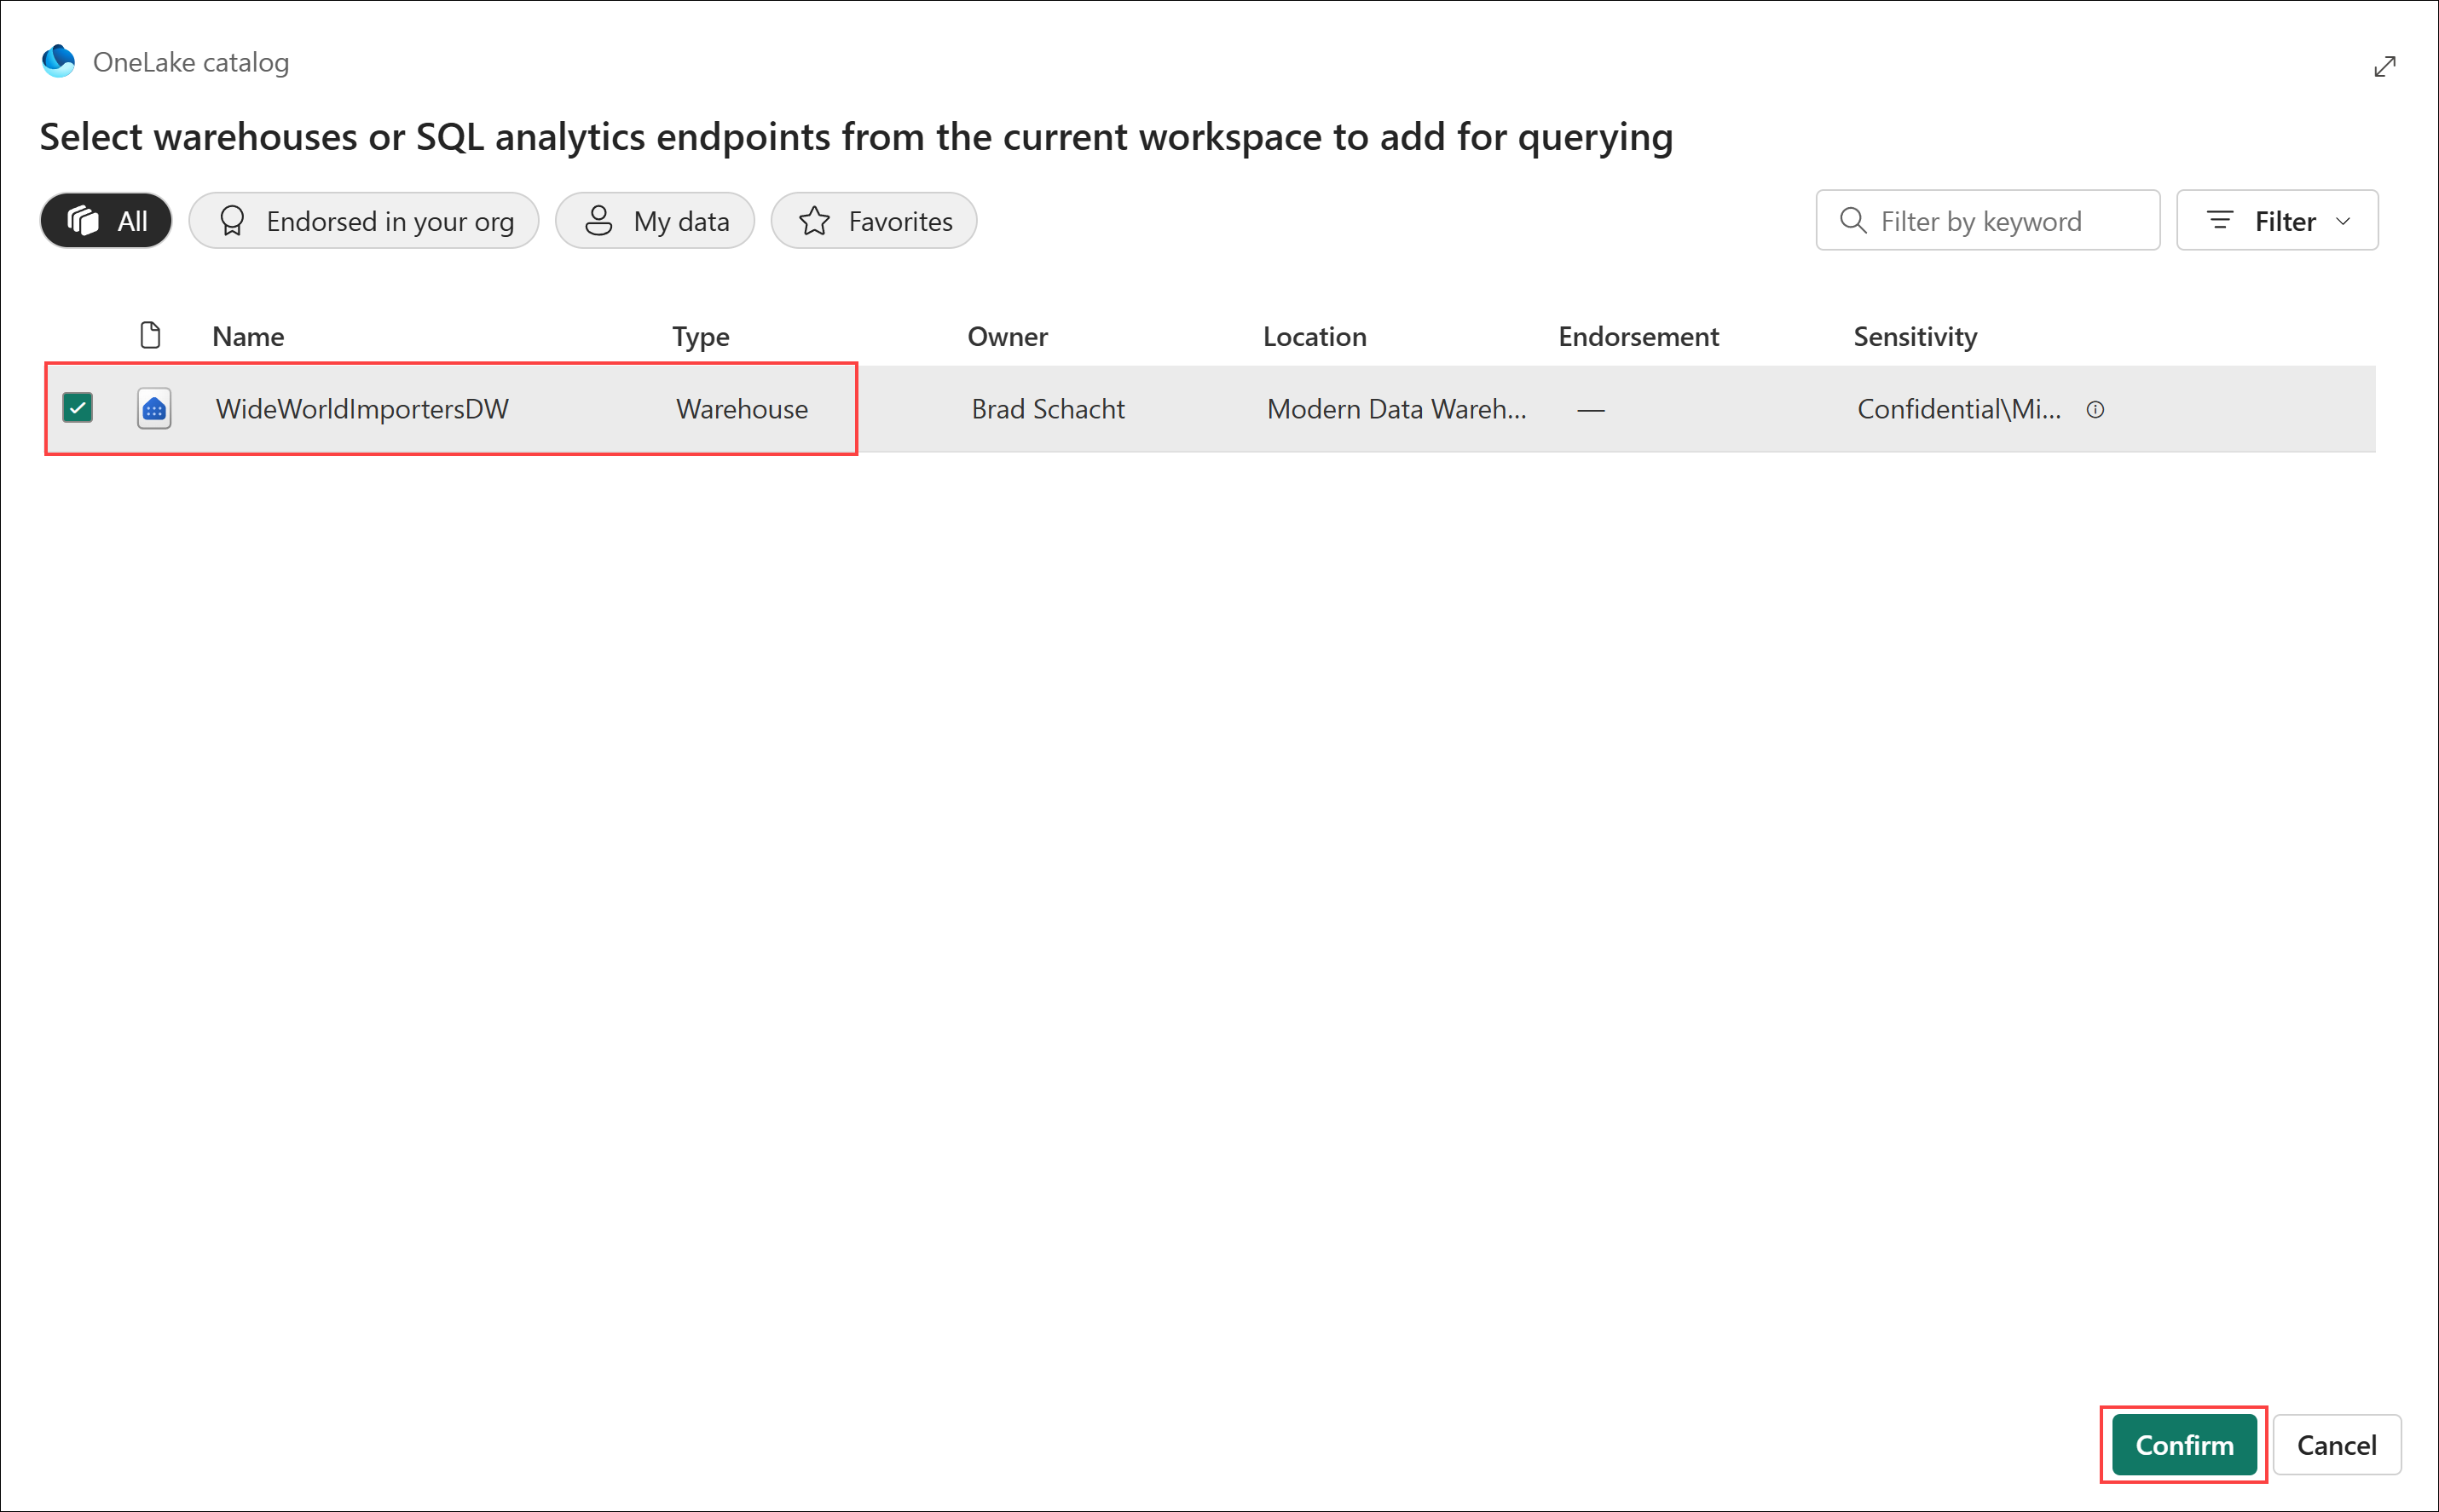 OneLake catalog
Select warehouses or SQL analytics endpoints from the current workspace to add for querying
All Endorsed in your org My data Favorites Filter by keyword Filter
Name Type Owner Location Endorsement Sensitivity
WideWorldImportersDW Warehouse Brad Schacht Modern Data Wareh... — Confidential\Mi...
Confirm Cancel